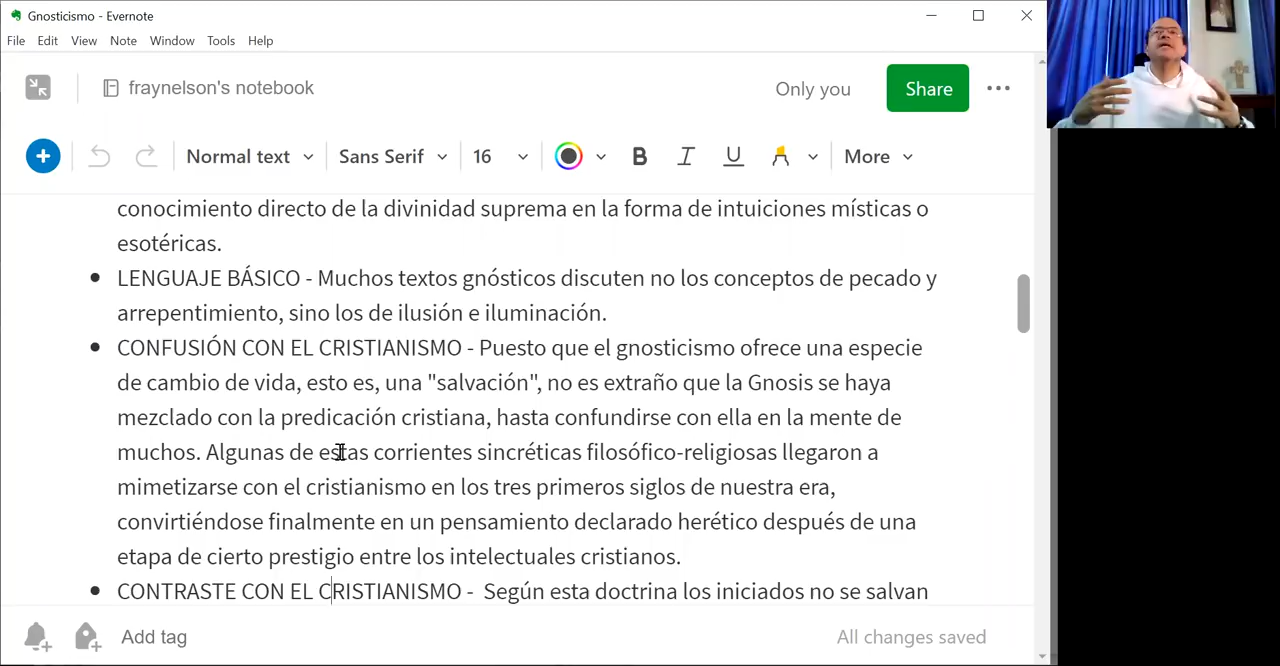 Gnosticismo - Evernote
File Edit View Note Window Tools Help
fraynelson's notebook
Only you
Share
Normal text
Sans Serif
16
B I U
More
conocimiento directo de la divinidad suprema en la forma de intuiciones místicas o
esotéricas.
LENGUAJE BÁSICO - Muchos textos gnósticos discuten no los conceptos de pecado y
arrepentimiento, sino los de ilusión e iluminación.
CONFUSIÓN CON EL CRISTIANISMO - Puesto que el gnosticismo ofrece una especie
de cambio de vida, esto es, una "salvación", no es extraño que la Gnosis se haya
mezclado con la predicación cristiana, hasta confundirse con ella en la mente de
muchos. Algunas de estas corrientes sincréticas filosófico-religiosas llegaron a
mimetizarse con el cristianismo en los tres primeros siglos de nuestra era,
convirtiéndose finalmente en un pensamiento declarado herético después de una
etapa de cierto prestigio entre los intelectuales cristianos.
CONTRASTE CON EL CRISTIANISMO - Según esta doctrina los iniciados no se salvan
Add tag
All changes saved